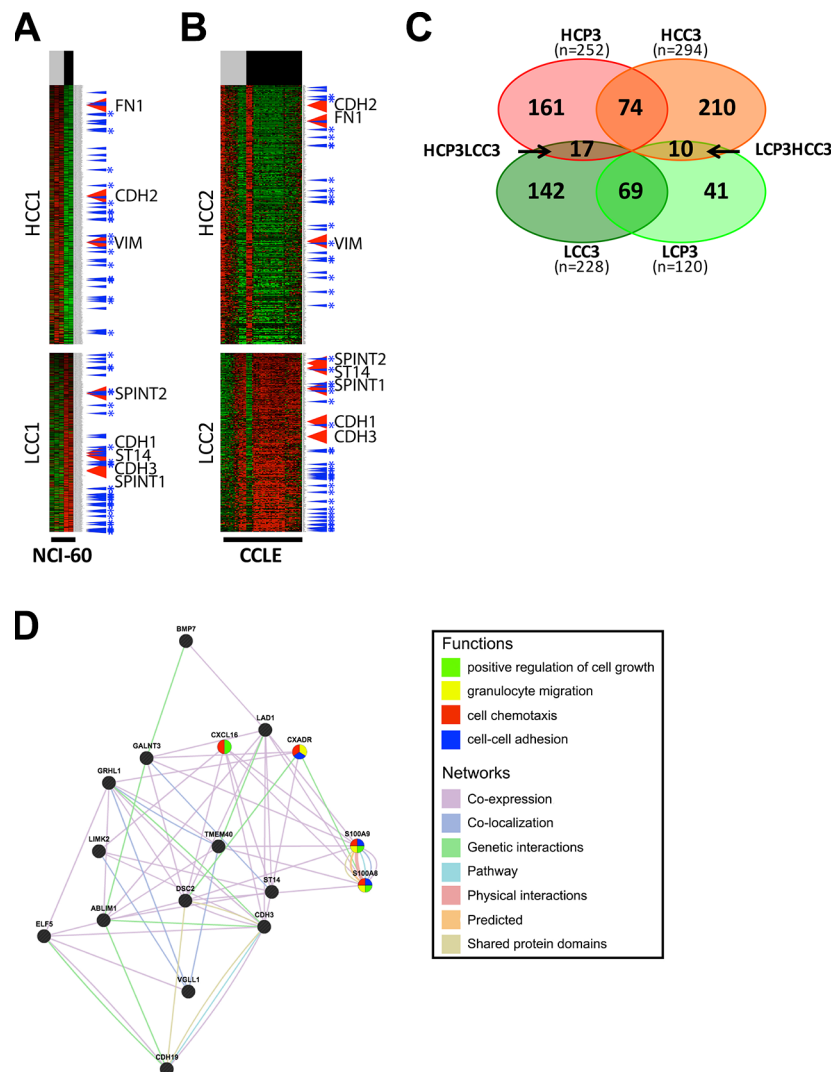 A
B
C
HCC1
FN1
CDH2
VIM
LCC1
SPINT2
CDH1
ST14
CDH3
SPINT1
NCI-60
HCC2
CDH2
FN1
VIM
LCC2
SPINT2
ST14
SPINT1
CDH1
CDH3
CCLE
HCP3 HCC3
(n=252) (n=294)
161 74 210
HCP3LCC3 17 10 LCP3HCC3
142 69 41
LCC3 LCP3
(n=228) (n=120)
D
BMP7
LAD1
CXCL16
CXADR
GALNT3
GRHL1
S100A9
LIMK2
TMEM40
S100A8
ST14
DSC2
ABLIM1
CDH3
ELF5
VGLL1
CDH19
Functions
positive regulation of cell growth
granulocyte migration
cell chemotaxis
cell-cell adhesion
Networks
Co-expression
Co-localization
Genetic interactions
Pathway
Physical interactions
Predicted
Shared protein domains